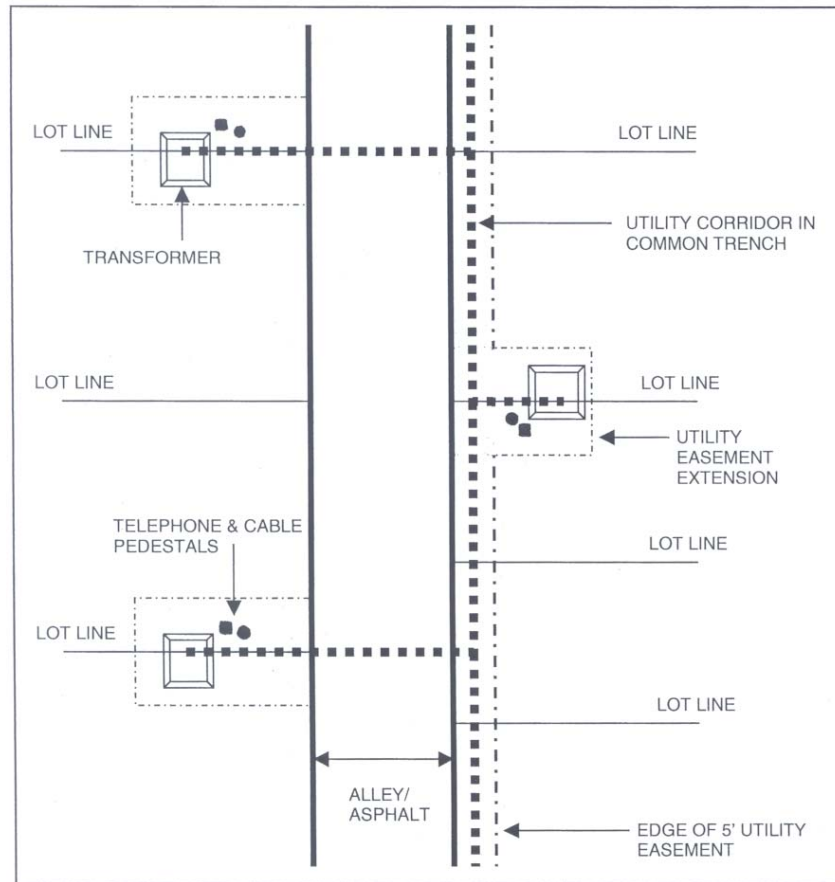 LOT LINE
LOT LINE
TRANSFORMER
UTILITY CORRIDOR IN
COMMON TRENCH
LOT LINE
LOT LINE
UTILITY
EASEMENT
EXTENSION
TELEPHONE & CABLE
PEDESTALS
LOT LINE
LOT LINE
LOT LINE
ALLEY/
ASPHALT
EDGE OF 5' UTILITY
EASEMENT